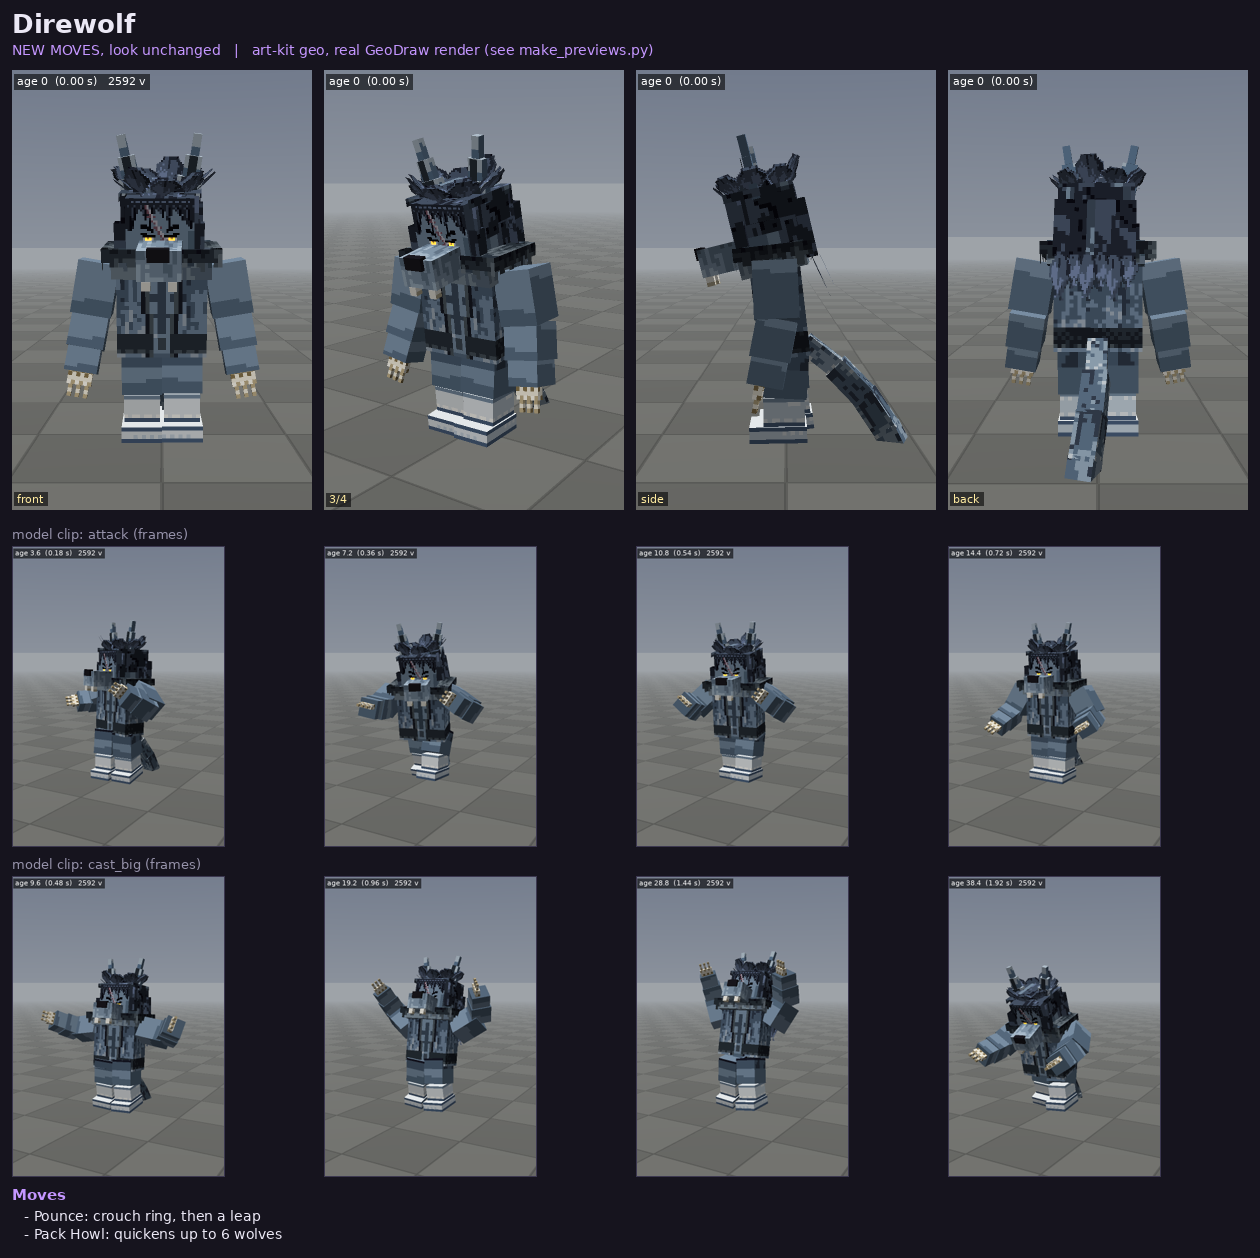 Direwolf
NEW MOVES, look unchanged | art-kit geo, real GeoDraw render (see make_previews.py)
age 0 (0.00 s) 2592 v
age 0 (0.00 s)
age 0 (0.00 s)
age 0 (0.00 s)
front
3/4
side
back
model clip: attack (frames)
age 3.6 (0.18 s) 2592 v
age 7.2 (0.36 s) 2592 v
age 10.8 (0.54 s) 2592 v
age 14.4 (0.72 s) 2592 v
model clip: cast_big (frames)
age 9.6 (0.48 s) 2592 v
age 19.2 (0.96 s) 2592 v
age 28.8 (1.44 s) 2592 v
age 38.4 (1.92 s) 2592 v
Moves
- Pounce: crouch ring, then a leap
- Pack Howl: quickens up to 6 wolves